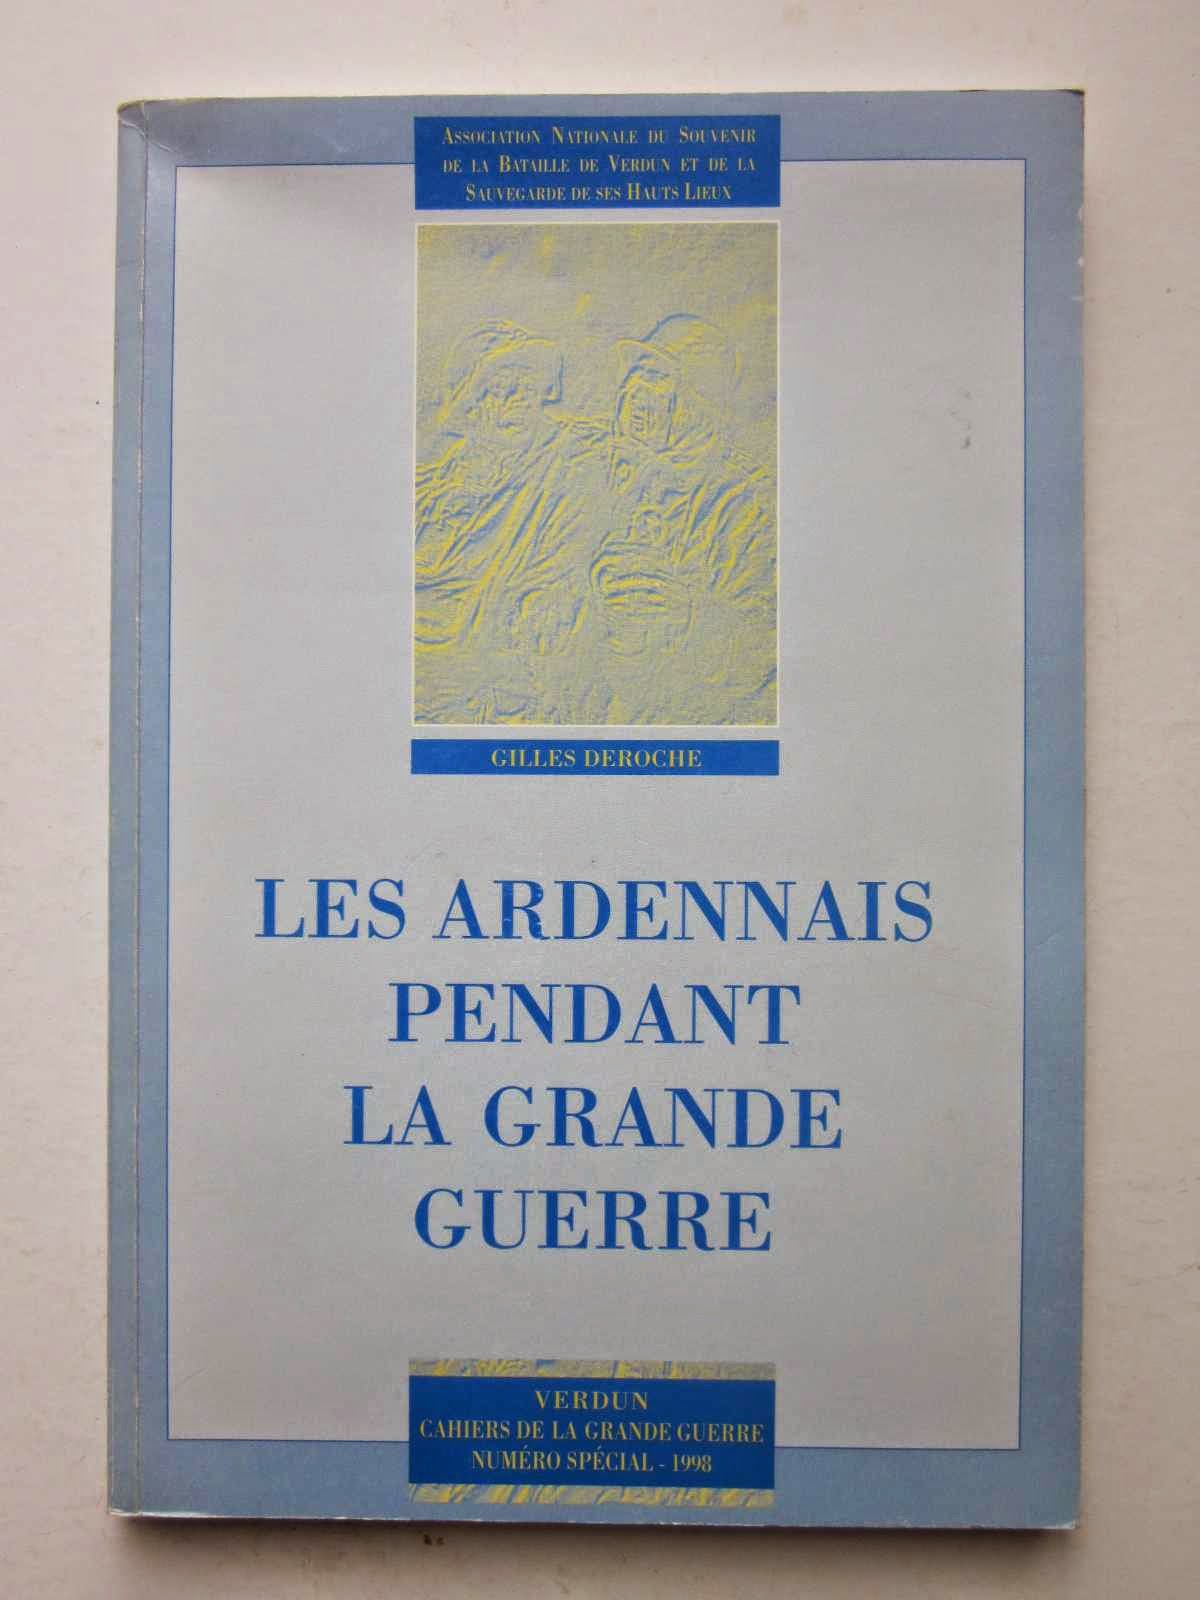 Association Nationale du Souvenir
de la Bataille de Verdun et de la
Sauvegarde de ses Hauts Lieux
GILLES DEROCHE
LES ARDENNAIS
PENDANT
LA GRANDE
GUERRE
VERDUN
CAHIERS DE LA GRANDE GUERRE
NUMÉRO SPÉCIAL - 1998